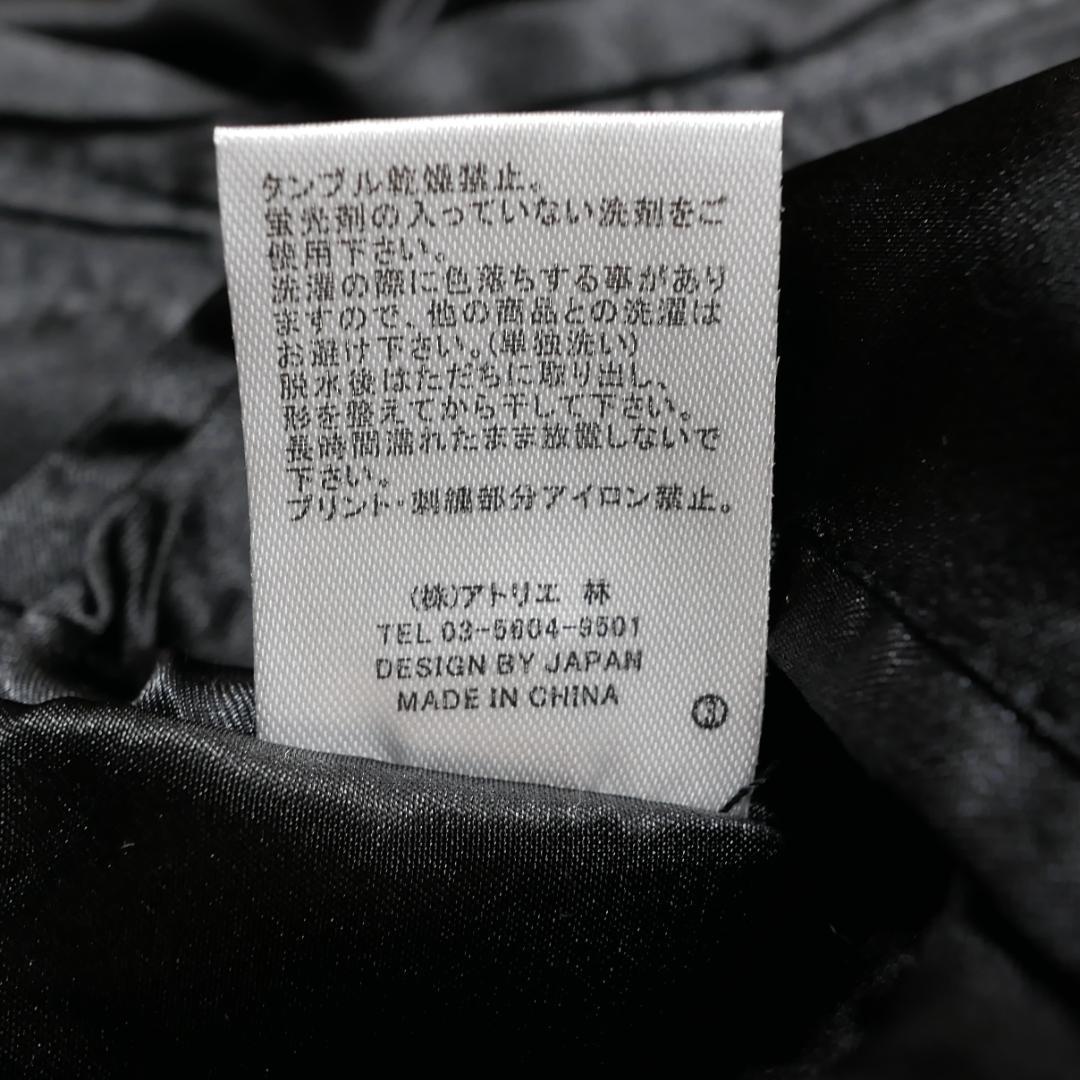 タンブル乾燥禁止。
蛍光剤の入っていない洗剤をご
使用下さい。
洗濯の際に色落ちする事があり
ますので、他の商品との洗濯は
お避け下さい。(単独洗い)
脱水後はただちに取り出し、
形を整えてから干して下さい。
長時間濡れたまま放置しないで
下さい。
プリント・刺繍部分アイロン禁止。
(株)アトリエ 林
TEL 03-5604-9501
DESIGN BY JAPAN
MADE IN CHINA
③